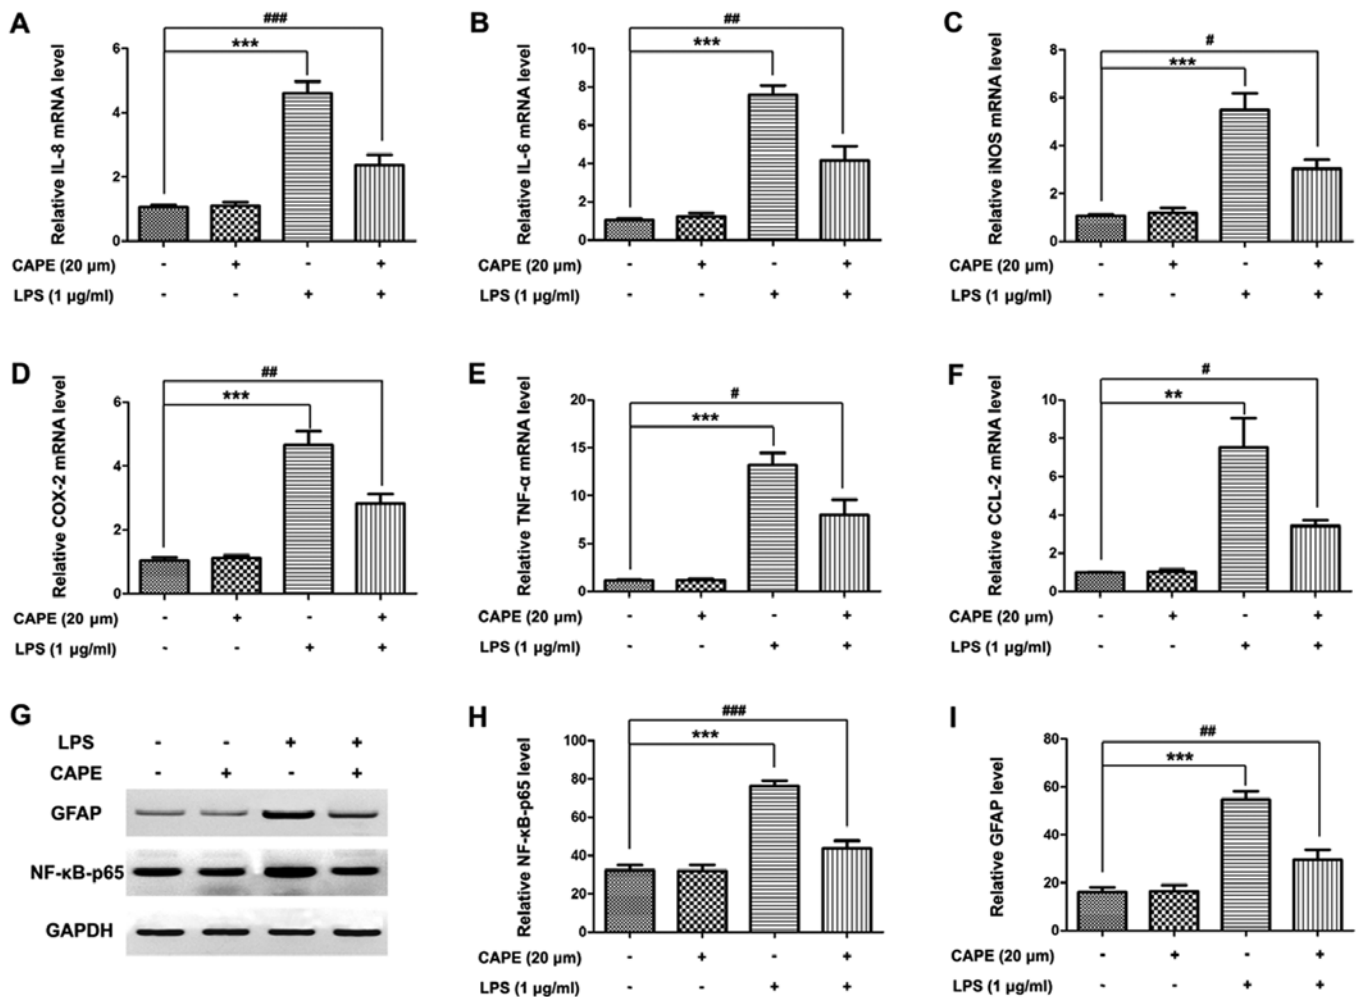 A
###
***
Relative IL-8 mRNA level
6
4
2
0
CAPE (20 µm) - + - +
LPS (1 µg/ml) - - + +
B
##
***
Relative IL-6 mRNA level
10
8
6
4
2
0
CAPE (20 µm) - + - +
LPS (1 µg/ml) - - + +
C
#
***
Relative iNOS mRNA level
8
6
4
2
0
CAPE (20 µm) - + - +
LPS (1 µg/ml) - - + +
D
##
***
Relative COX-2 mRNA level
6
4
2
0
CAPE (20 µm) - + - +
LPS (1 µg/ml) - - + +
E
#
***
Relative TNF-α mRNA level
20
15
10
5
0
CAPE (20 µm) - + - +
LPS (1 µg/ml) - - + +
F
#
**
Relative CCL-2 mRNA level
10
8
6
4
2
0
CAPE (20 µm) - + - +
LPS (1 µg/ml) - - + +
G
LPS - - + +
CAPE - + - +
GFAP
NF-κB-p65
GAPDH
H
###
***
Relative NF-κB-p65 level
100
80
60
40
20
0
CAPE (20 µm) - + - +
LPS (1 µg/ml) - - + +
I
##
***
Relative GFAP level
80
60
40
20
0
CAPE (20 µm) - + - +
LPS (1 µg/ml) - - + +